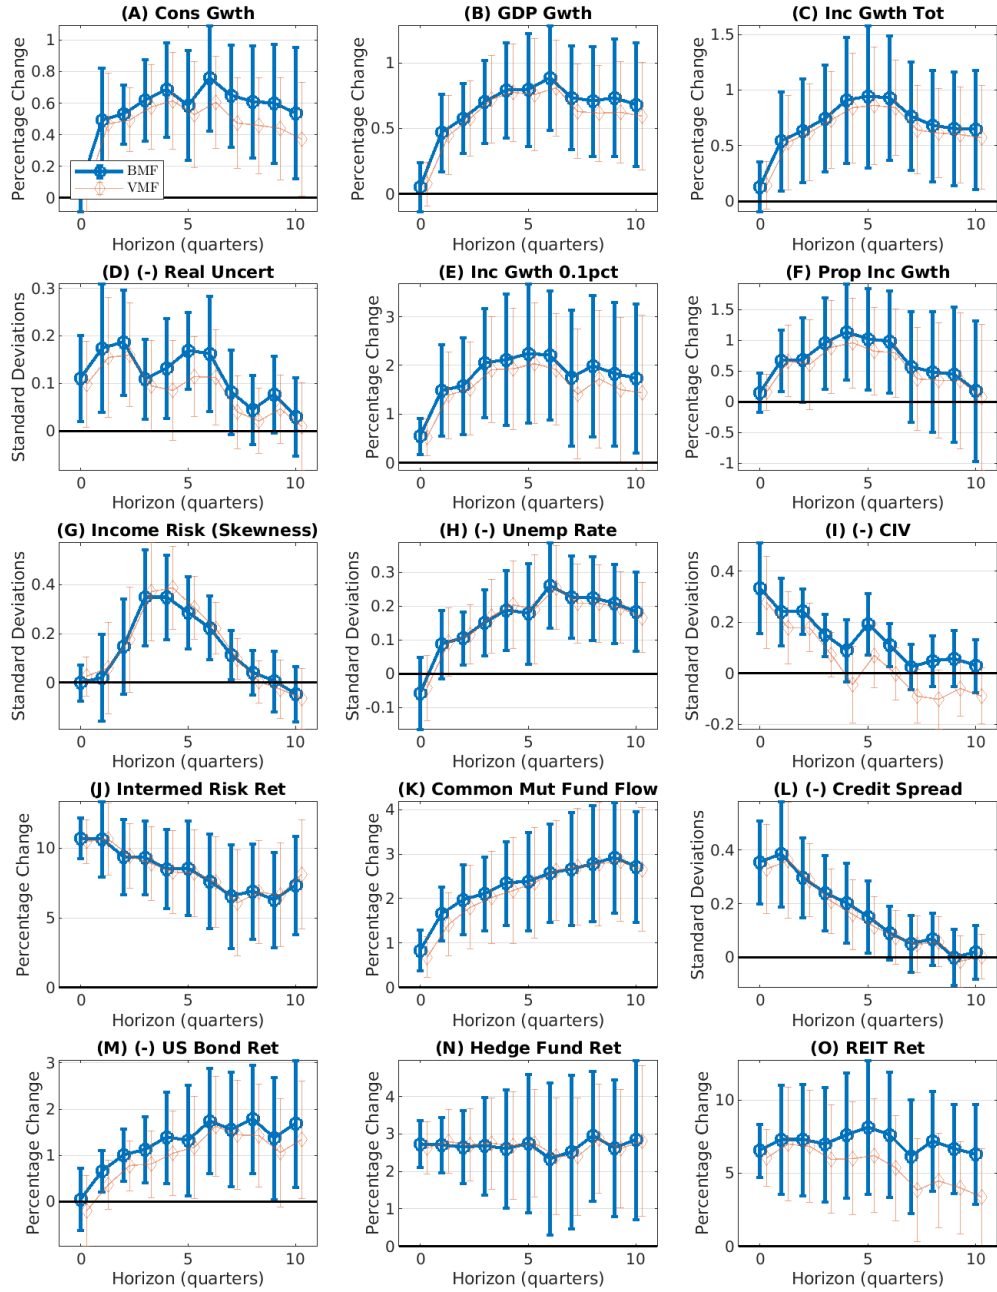 (A) Cons Gwth
Percentage Change
1
0.8
0.6
0.4
0.2
0
BMF
VMF
0 5 10
Horizon (quarters)
(B) GDP Gwth
Percentage Change
1
0.5
0
0 5 10
Horizon (quarters)
(C) Inc Gwth Tot
Percentage Change
1.5
1
0.5
0
0 5 10
Horizon (quarters)
(D) (-) Real Uncert
Standard Deviations
0.3
0.2
0.1
0
0 5 10
Horizon (quarters)
(E) Inc Gwth 0.1pct
Percentage Change
3
2
1
0
0 5 10
Horizon (quarters)
(F) Prop Inc Gwth
Percentage Change
1.5
1
0.5
0
-0.5
-1
0 5 10
Horizon (quarters)
(G) Income Risk (Skewness)
Standard Deviations
0.4
0.2
0
0 5 10
Horizon (quarters)
(H) (-) Unemp Rate
Standard Deviations
0.3
0.2
0.1
0
-0.1
0 5 10
Horizon (quarters)
(I) (-) CIV
Standard Deviations
0.4
0.2
0
-0.2
0 5 10
Horizon (quarters)
(J) Intermed Risk Ret
Percentage Change
10
5
0
0 5 10
Horizon (quarters)
(K) Common Mut Fund Flow
Percentage Change
4
3
2
1
0
0 5 10
Horizon (quarters)
(L) (-) Credit Spread
Standard Deviations
0.4
0.2
0
0 5 10
Horizon (quarters)
(M) (-) US Bond Ret
Percentage Change
3
2
1
0
0 5 10
Horizon (quarters)
(N) Hedge Fund Ret
Percentage Change
5
4
3
2
1
0
0 5 10
Horizon (quarters)
(O) REIT Ret
Percentage Change
10
5
0
0 5 10
Horizon (quarters)